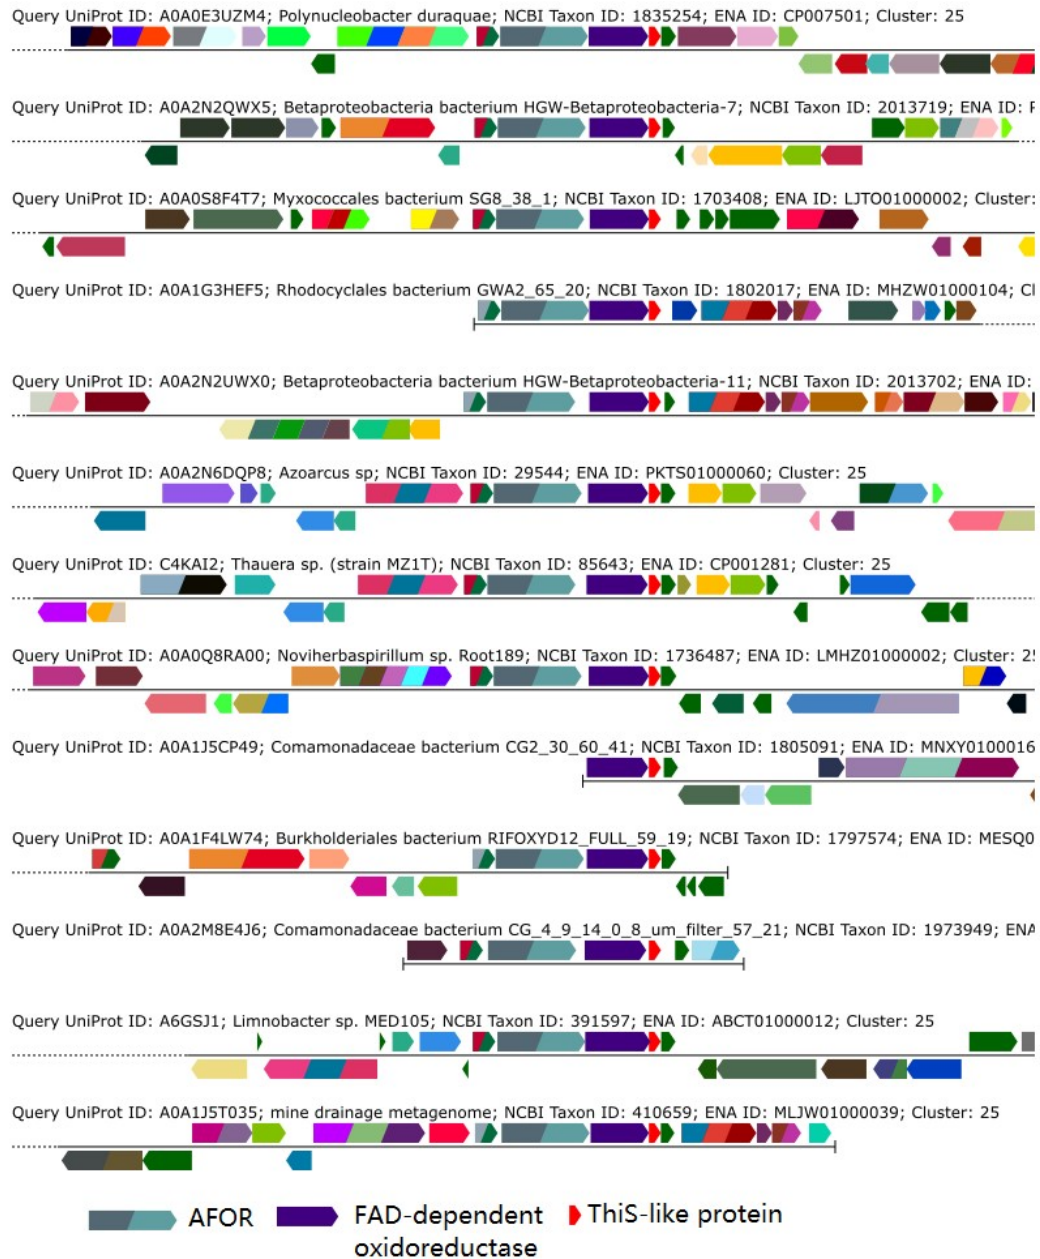 Query UniProt ID: A0A0E3UZM4; Polynucleobacter duraquae; NCBI Taxon ID: 1835254; ENA ID: CP007501; Cluster: 25
Query UniProt ID: A0A2N2QWX5; Betaproteobacteria bacterium HGW-Betaproteobacteria-7; NCBI Taxon ID: 2013719; ENA ID:
Query UniProt ID: A0A0S8F4T7; Myxococcales bacterium SG8_38_1; NCBI Taxon ID: 1703408; ENA ID: LJTO01000002; Cluster:
Query UniProt ID: A0A1G3HEF5; Rhodocyclales bacterium GWA2_65_20; NCBI Taxon ID: 1802017; ENA ID: MHZW01000104; Cl
Query UniProt ID: A0A2N2UWX0; Betaproteobacteria bacterium HGW-Betaproteobacteria-11; NCBI Taxon ID: 2013702; ENA ID:
Query UniProt ID: A0A2N6DQP8; Azoarcus sp; NCBI Taxon ID: 29544; ENA ID: PKTS01000060; Cluster: 25
Query UniProt ID: C4KAI2; Thauera sp. (strain MZ1T); NCBI Taxon ID: 85643; ENA ID: CP001281; Cluster: 25
Query UniProt ID: A0A0Q8RA00; Noviherbaspirillum sp. Root189; NCBI Taxon ID: 1736487; ENA ID: LMHZ01000002; Cluster: 25
Query UniProt ID: A0A1J5CP49; Comamonadaceae bacterium CG2_30_60_41; NCBI Taxon ID: 1805091; ENA ID: MNXY0100016
Query UniProt ID: A0A1F4LW74; Burkholderiales bacterium RIFOXYD12_FULL_59_19; NCBI Taxon ID: 1797574; ENA ID: MESQ0
Query UniProt ID: A0A2M8E4J6; Comamonadaceae bacterium CG_4_9_14_0_8_um_filter_57_21; NCBI Taxon ID: 1973949; ENA
Query UniProt ID: A6GSJ1; Limnobacter sp. MED105; NCBI Taxon ID: 391597; ENA ID: ABCT01000012; Cluster: 25
Query UniProt ID: A0A1J5T035; mine drainage metagenome; NCBI Taxon ID: 410659; ENA ID: MLJW01000039; Cluster: 25
AFOR
FAD-dependent
oxidoreductase
ThiS-like protein